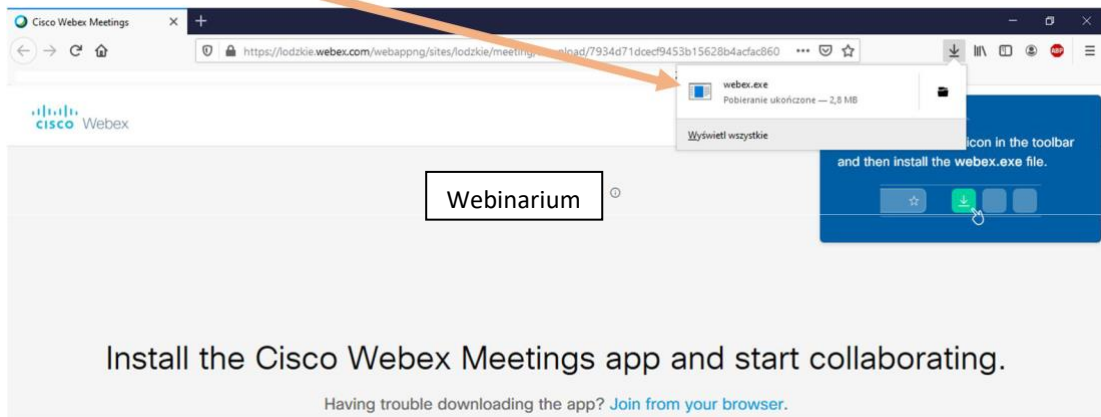 Cisco Webex Meetings
https://lodzkie.webex.com/webappng/sites/lodzkie/meeting/download/7934d71dcecf9453b15628b4acfac860
ABP
webex.exe
Pobieranie ukończone — 2,8 MB
Wyświetl wszystkie
cisco Webex
icon in the toolbar
and then install the webex.exe file.
Webinarium
Install the Cisco Webex Meetings app and start collaborating.
Having trouble downloading the app? Join from your browser.